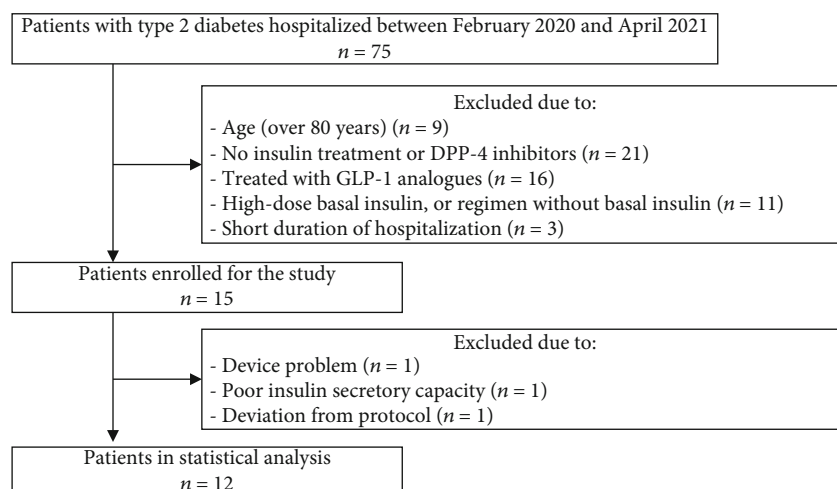 Patients with type 2 diabetes hospitalized between February 2020 and April 2021
n = 75
Excluded due to:
- Age (over 80 years) (n = 9)
- No insulin treatment or DPP-4 inhibitors (n = 21)
- Treated with GLP-1 analogues (n = 16)
- High-dose basal insulin, or regimen without basal insulin (n = 11)
- Short duration of hospitalization (n = 3)
Patients enrolled for the study
n = 15
Excluded due to:
- Device problem (n = 1)
- Poor insulin secretory capacity (n = 1)
- Deviation from protocol (n = 1)
Patients in statistical analysis
n = 12